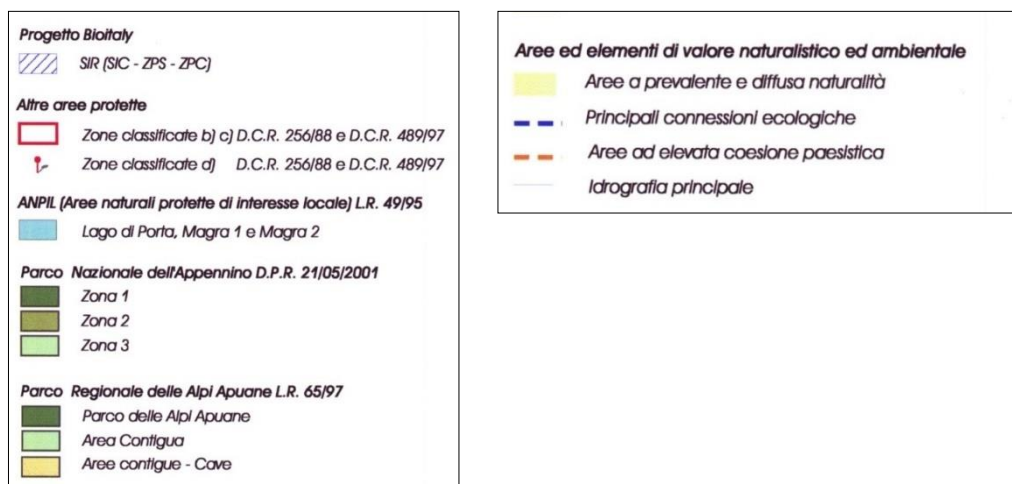 Progetto Bioitaly
SIR (SIC - ZPS - ZPC)
Altre aree protette
Zone classificate b) c) D.C.R. 256/88 e D.C.R. 489/97
Zone classificate d) D.C.R. 256/88 e D.C.R. 489/97
ANPIL (Aree naturali protette di interesse locale) L.R. 49/95
Lago di Porta, Magra 1 e Magra 2
Parco Nazionale dell'Appennino D.P.R. 21/05/2001
Zona 1
Zona 2
Zona 3
Parco Regionale delle Alpi Apuane L.R. 65/97
Parco delle Alpi Apuane
Area Contigua
Aree contigue - Cave
Aree ed elementi di valore naturalistico ed ambientale
Aree a prevalente e diffusa naturalità
Principali connessioni ecologiche
Aree ad elevata coesione paesistica
Idrografia principale